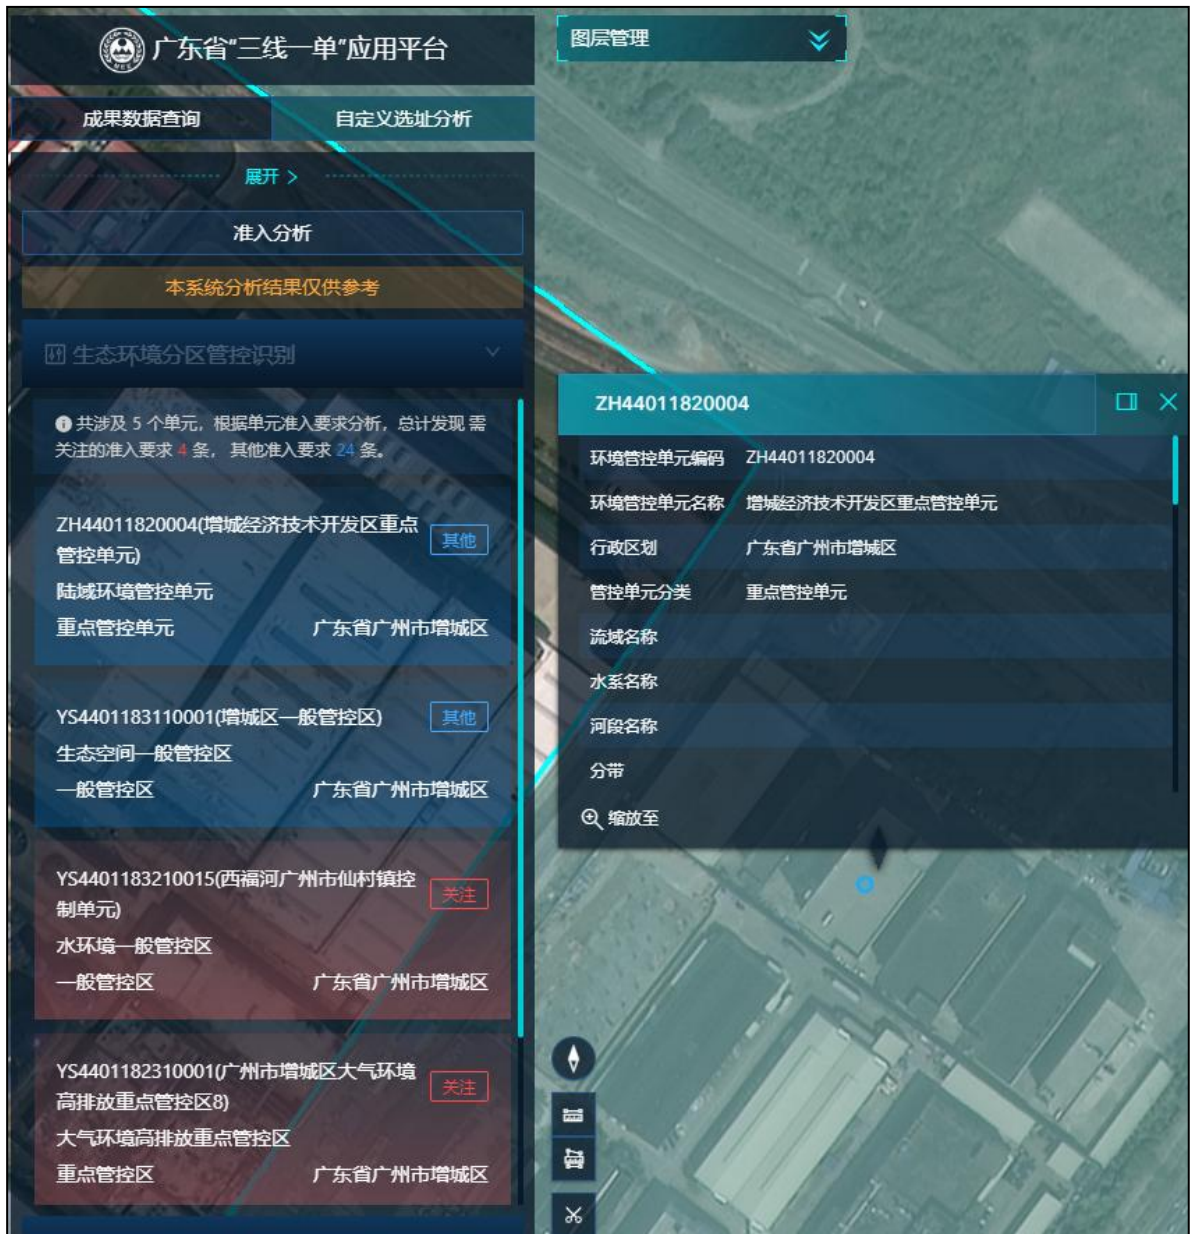 广东省“三线一单”应用平台
成果数据查询
自定义选址分析
展开 >
准入分析
本系统分析结果仅供参考
生态环境分区管控识别
共涉及 5 个单元，根据单元准入要求分析，总计发现 需
关注的准入要求 4 条， 其他准入要求 24 条。
ZH44011820004(增城经济技术开发区重点
管控单元)
其他
陆域环境管控单元
重点管控单元 广东省广州市增城区
YS4401183110001(增城区一般管控区)
其他
生态空间一般管控区
一般管控区 广东省广州市增城区
YS4401183210015(西福河广州市仙村镇控
制单元)
关注
水环境一般管控区
一般管控区 广东省广州市增城区
YS4401182310001(广州市增城区大气环境
高排放重点管控区8)
关注
大气环境高排放重点管控区
重点管控区 广东省广州市增城区
图层管理
ZH44011820004
环境管控单元编码 ZH44011820004
环境管控单元名称 增城经济技术开发区重点管控单元
行政区划 广东省广州市增城区
管控单元分类 重点管控单元
流域名称
水系名称
河段名称
分带
缩放至